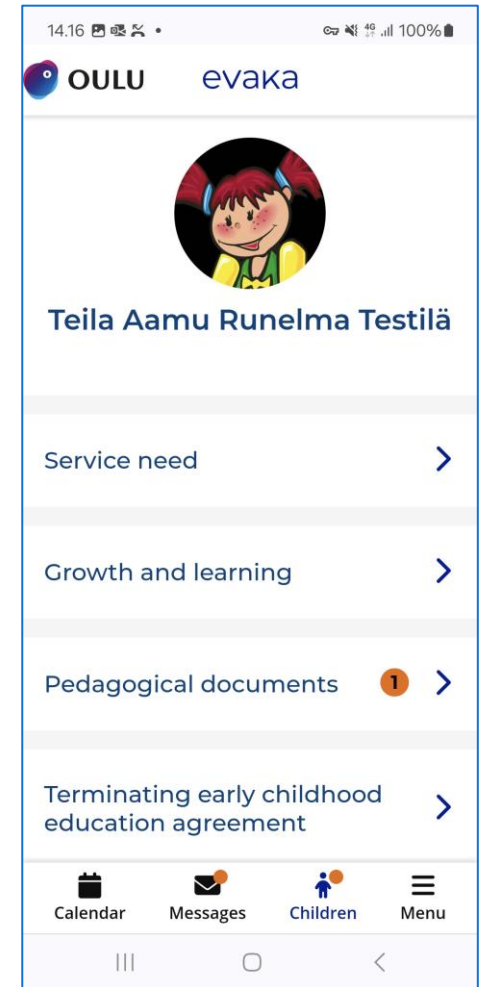 14.16 4G 100%
OULU evaka
Teila Aamu Runelma Testilä
Service need
Growth and learning
Pedagogical documents 1
Terminating early childhood
education agreement
Calendar Messages Children Menu